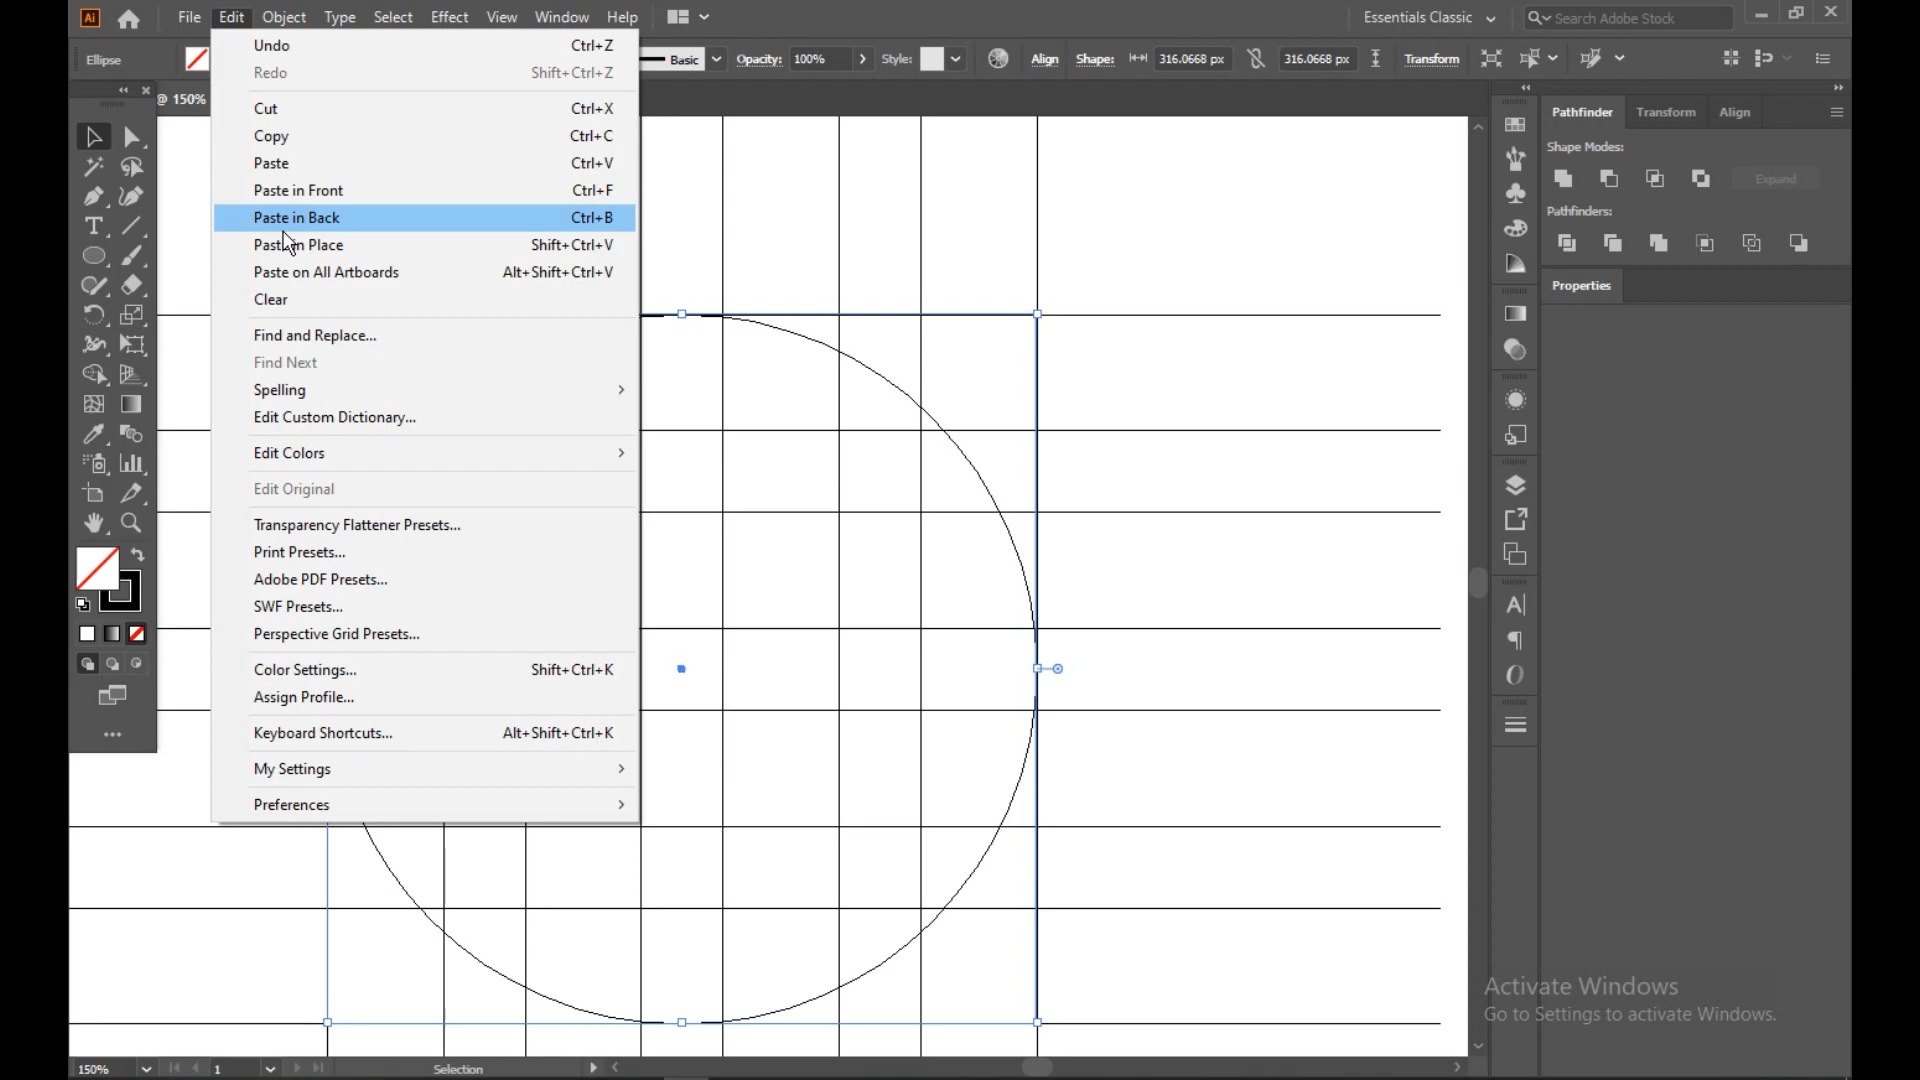 Ai File Edit Object Type Select Effect View Window Help Essentials Classic Search Adobe Stock
Ellipse Basic Opacity: 100% Style: Align Shape: 316.0668 px 316.0668 px Transform
@ 150%
Undo Ctrl+Z
Redo Shift+Ctrl+Z
Cut Ctrl+X
Copy Ctrl+C
Paste Ctrl+V
Paste in Front Ctrl+F
Paste in Back Ctrl+B
Paste in Place Shift+Ctrl+V
Paste on All Artboards Alt+Shift+Ctrl+V
Clear
Find and Replace...
Find Next
Spelling
Edit Custom Dictionary...
Edit Colors
Edit Original
Transparency Flattener Presets...
Print Presets...
Adobe PDF Presets...
SWF Presets...
Perspective Grid Presets...
Color Settings... Shift+Ctrl+K
Assign Profile...
Keyboard Shortcuts... Alt+Shift+Ctrl+K
My Settings
Preferences
Pathfinder Transform Align
Shape Modes:
Expand
Pathfinders:
Properties
Activate Windows
Go to Settings to activate Windows.
150% 1 Selection